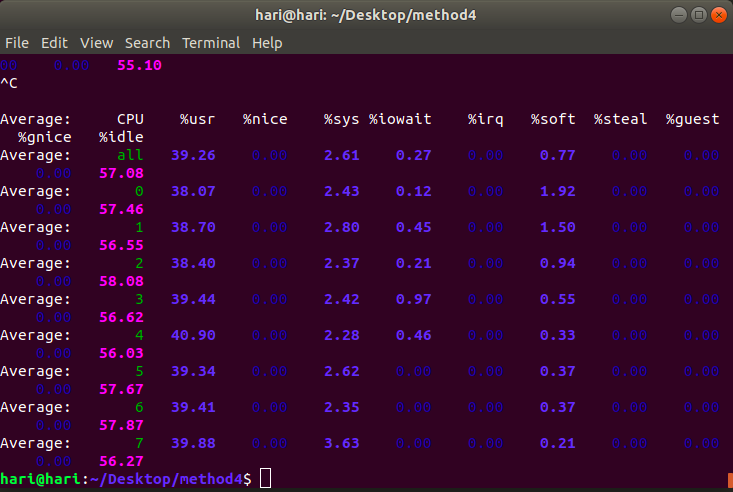 hari@hari: ~/Desktop/method4
File Edit View Search Terminal Help
00 0.00 55.10
^C
Average: CPU %usr %nice %sys %iowait %irq %soft %steal %guest
%gnice %idle
Average: all 39.26 0.00 2.61 0.27 0.00 0.77 0.00 0.00
0.00 57.08
Average: 0 38.07 0.00 2.43 0.12 0.00 1.92 0.00 0.00
0.00 57.46
Average: 1 38.70 0.00 2.80 0.45 0.00 1.50 0.00 0.00
0.00 56.55
Average: 2 38.40 0.00 2.37 0.21 0.00 0.94 0.00 0.00
0.00 58.08
Average: 3 39.44 0.00 2.42 0.97 0.00 0.55 0.00 0.00
0.00 56.62
Average: 4 40.90 0.00 2.28 0.46 0.00 0.33 0.00 0.00
0.00 56.03
Average: 5 39.34 0.00 2.62 0.00 0.00 0.37 0.00 0.00
0.00 57.67
Average: 6 39.41 0.00 2.35 0.00 0.00 0.37 0.00 0.00
0.00 57.87
Average: 7 39.88 0.00 3.63 0.00 0.00 0.21 0.00 0.00
0.00 56.27
hari@hari:~/Desktop/method4$